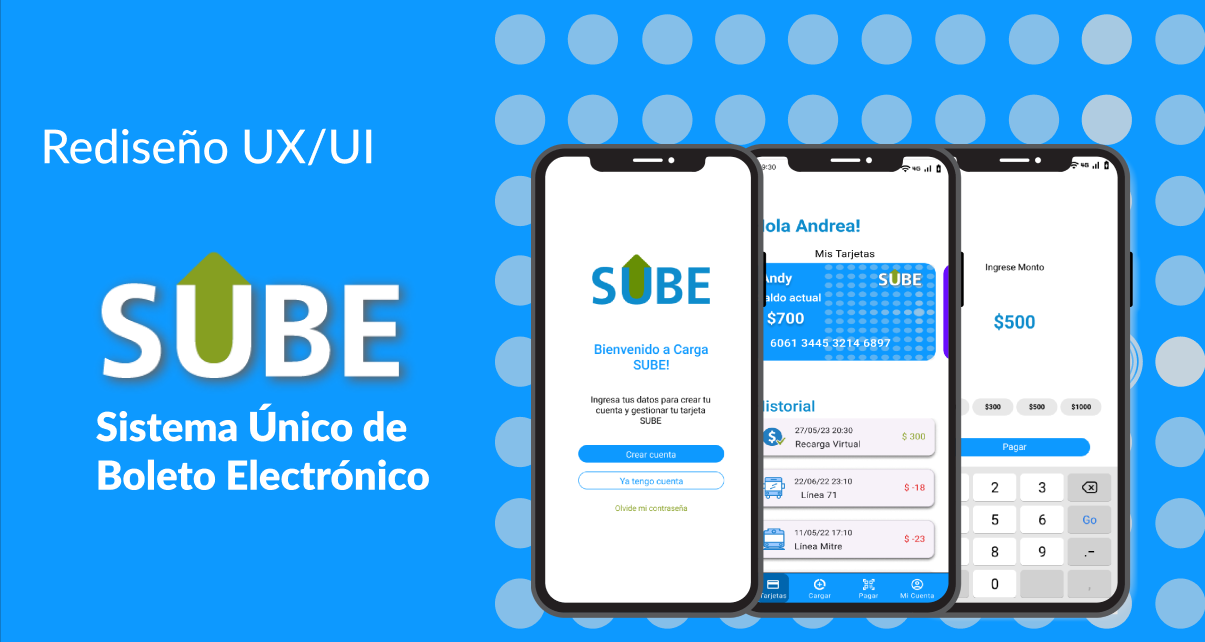 Rediseño UX/UI
SUBE
Sistema Único de
Boleto Electrónico
SUBE
Bienvenido a Carga
SUBE!
Ingresa tus datos para crear tu
cuenta y gestionar tu tarjeta
SUBE
Crear cuenta
Ya tengo cuenta
Olvide mi contraseña
9:30
4G
ola Andrea!
Mis Tarjetas
Andy
SUBE
aldo actual
$700
6061 3445 3214 6897
Historial
27/05/23 20:30
Recarga Virtual
$ 300
22/06/22 23:10
Línea 71
$ -18
11/05/22 17:10
Linea Mitre
$ -23
Tarjetas
Cargar
Pagar
Mi Cuenta
4G
Ingrese Monto
$500
$300
$500
$1000
Pagar
2 3
5 6 Go
8 9 .-
0 ,